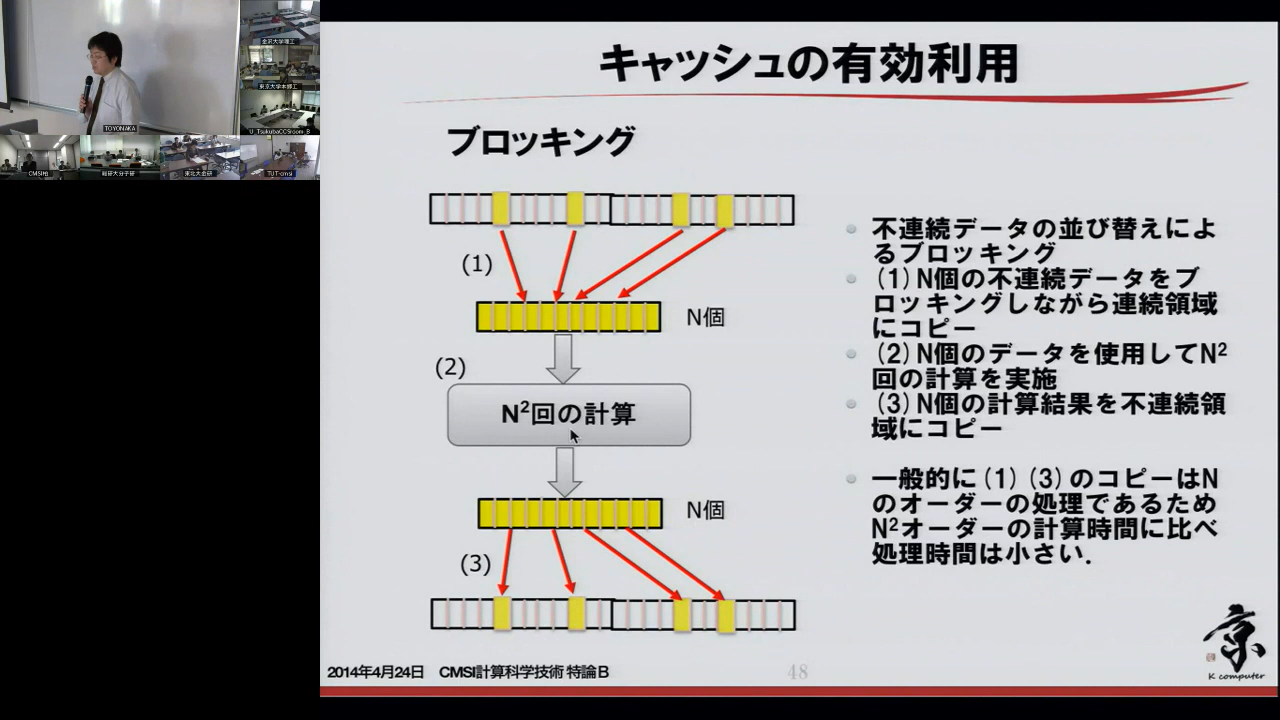 金沢大学理工
東京大学本郷工
TOYONAKA
U_TsukubaCCSroom_B
CMSI柏
総研大分子研
東北大金研
TUT-cmsi
キャッシュの有効利用
ブロッキング
(1)
N個
(2)
N²回の計算
N個
(3)
不連続データの並び替えによ
るブロッキング
(1)N個の不連続データをブ
ロッキングしながら連続領域
にコピー
(2)N個のデータを使用してN²
回の計算を実施
(3)N個の計算結果を不連続領
域にコピー
一般的に(1)(3)のコピーはN
のオーダーの処理であるため
N²オーダーの計算時間に比べ
処理時間は小さい.
2014年4月24日 CMSI計算科学技術 特論B
48
京
K computer